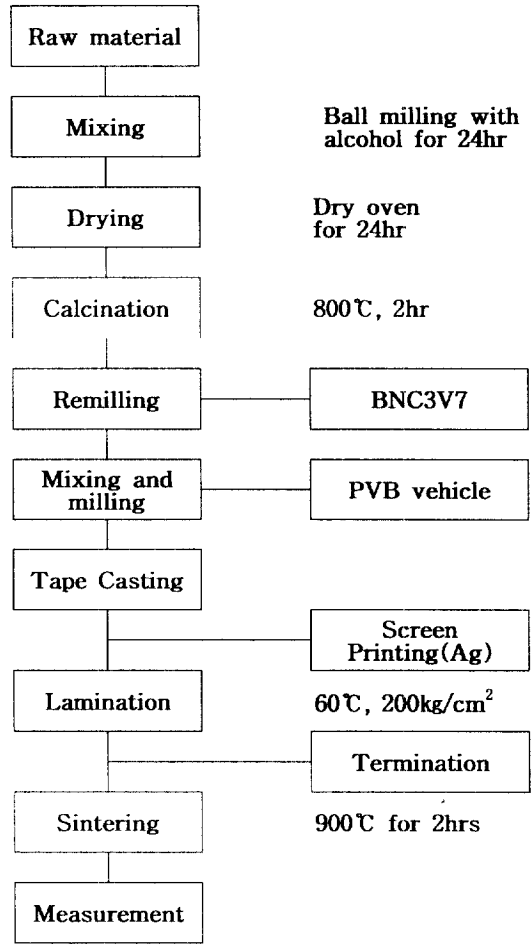 Raw material
Mixing
Ball milling with
alcohol for 24hr
Drying
Dry oven
for 24hr
Calcination
800℃, 2hr
Remilling
BNC3V7
Mixing and
milling
PVB vehicle
Tape Casting
Screen
Printing(Ag)
Lamination
60℃, 200kg/cm²
Termination
Sintering
900℃ for 2hrs
Measurement